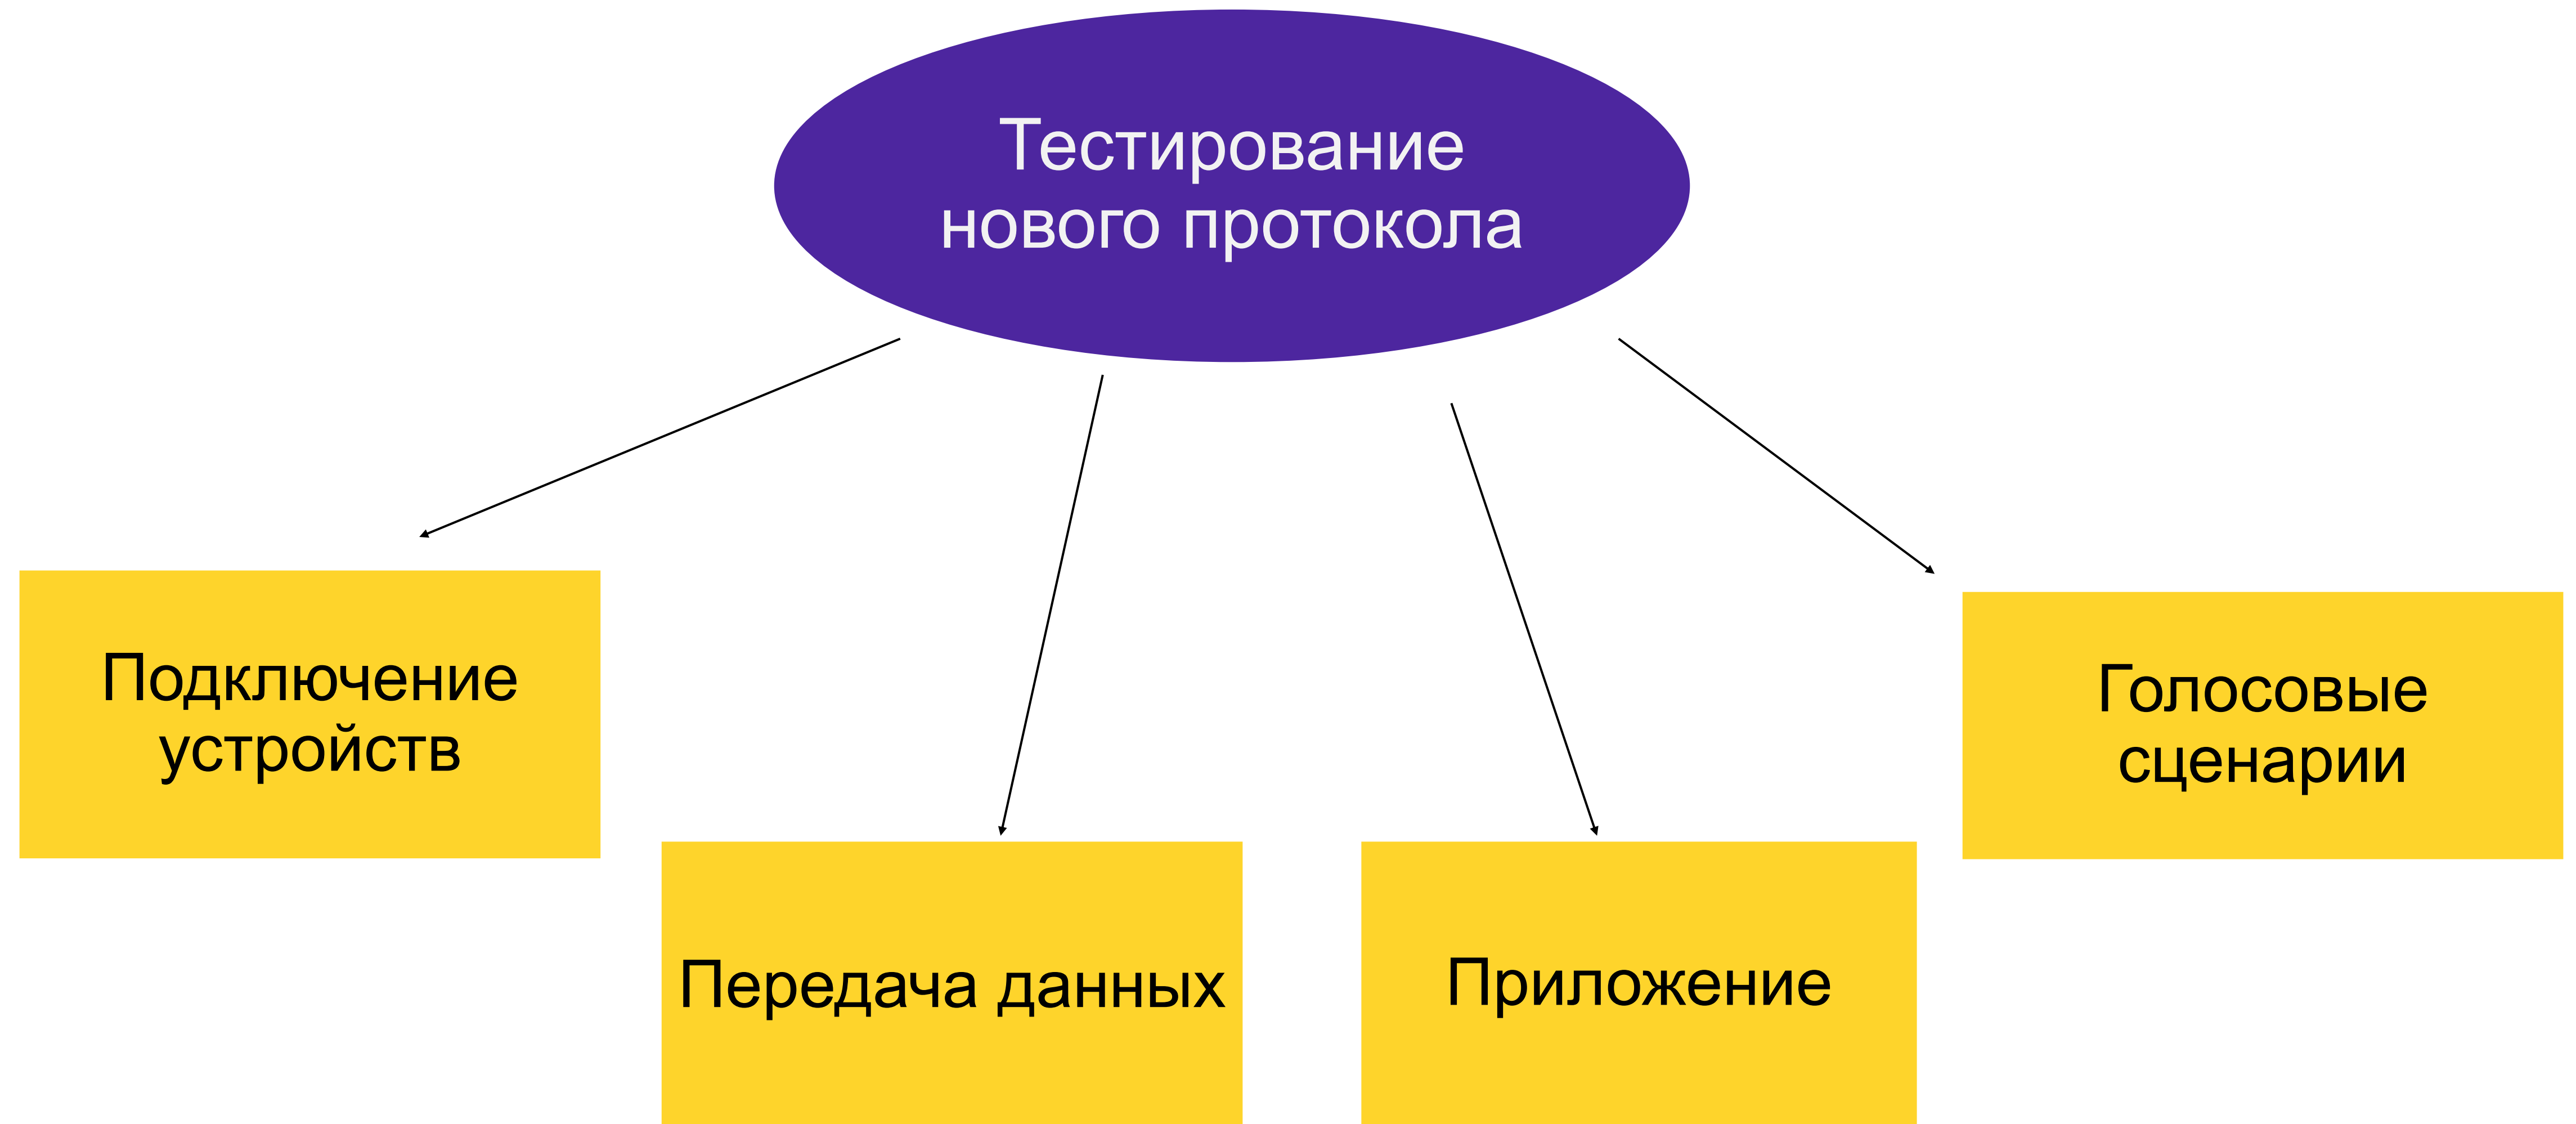 Тестирование
нового протокола
Подключение
устройств
Передача данных
Приложение
Голосовые
сценарии